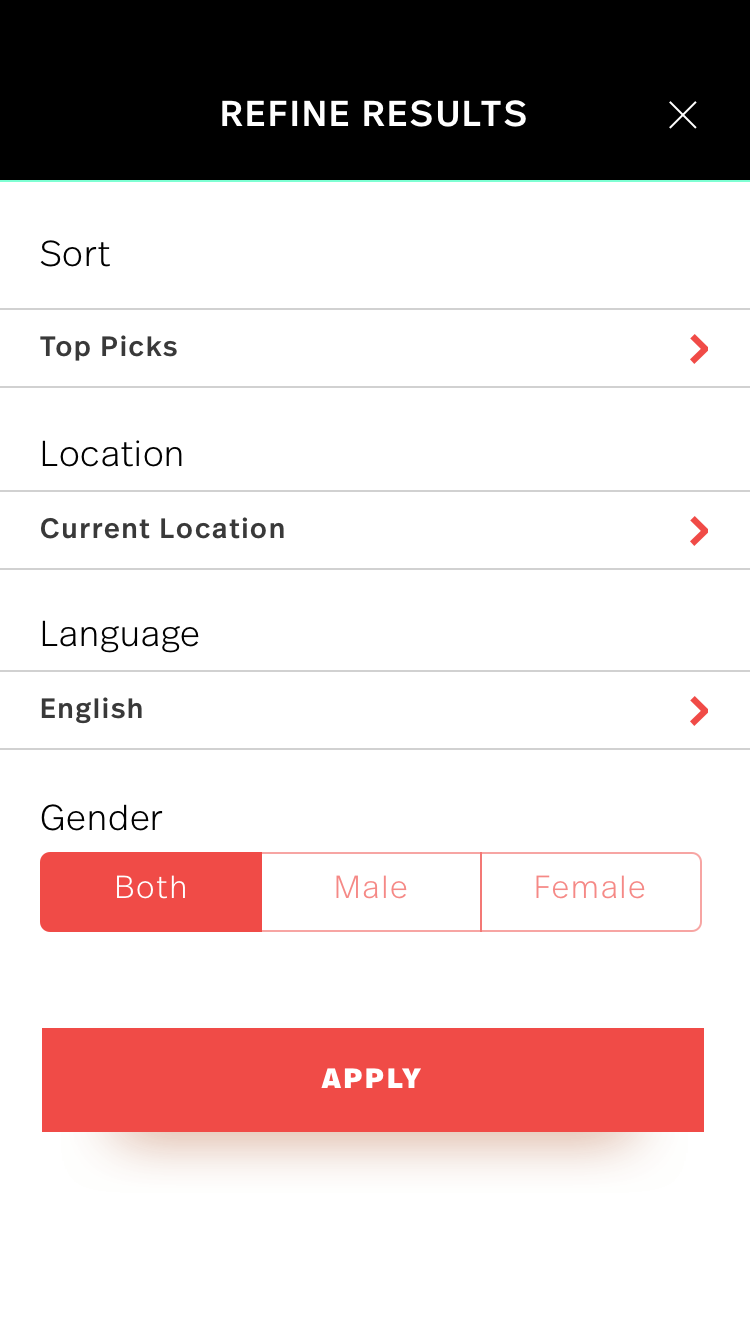 REFINE RESULTS
Sort
Top Picks
Location
Current Location
Language
English
Gender
Both Male Female
APPLY